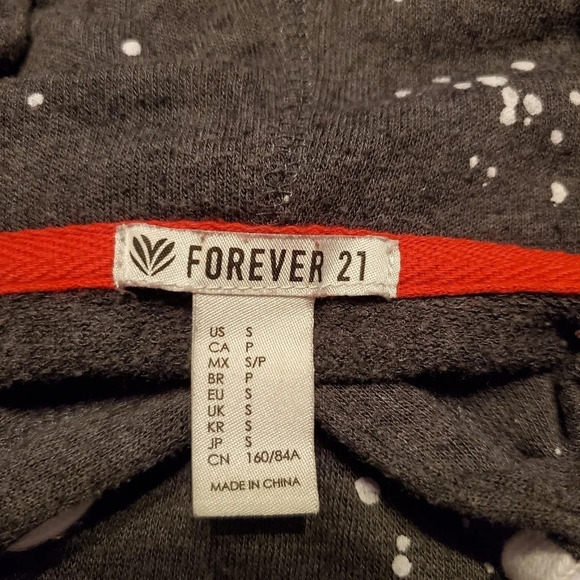 FOREVER 21
US S
CA P
MX S/P
BR P
EU S
UK S
KR S
JP S
CN 160/84A
MADE IN CHINA